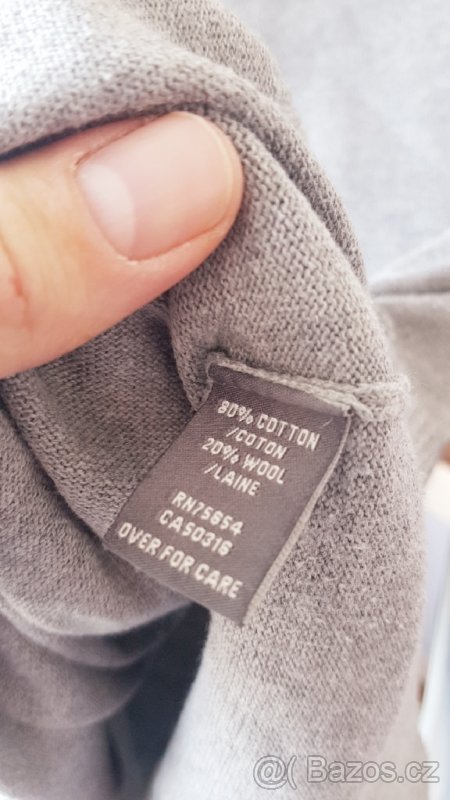 80% COTTON
/COTON
20% WOOL
/LAINE
RN75654
CA50316
OVER FOR CARE
@( Bazos.cz